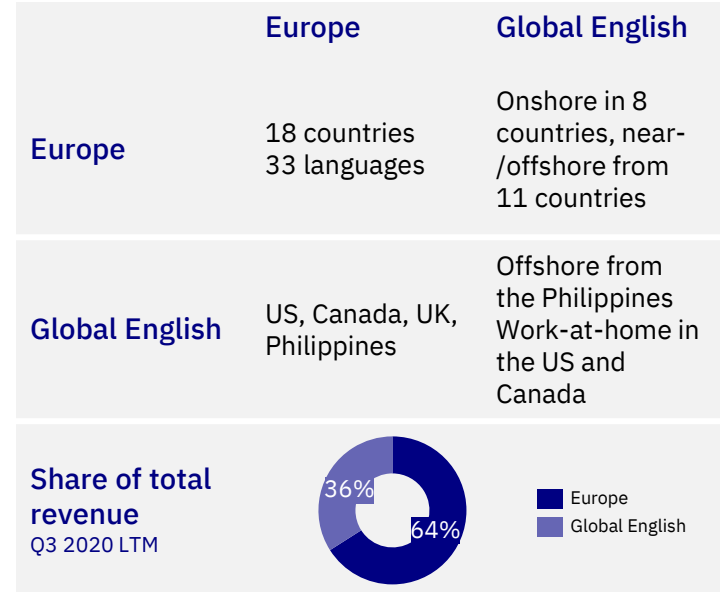 Europe
Global English
Europe
18 countries
33 languages
Onshore in 8
countries, near-
/offshore from
11 countries
Global English
US, Canada, UK,
Philippines
Offshore from
the Philippines
Work-at-home in
the US and
Canada
Share of total
revenue
Q3 2020 LTM
36%
64%
Europe
Global English